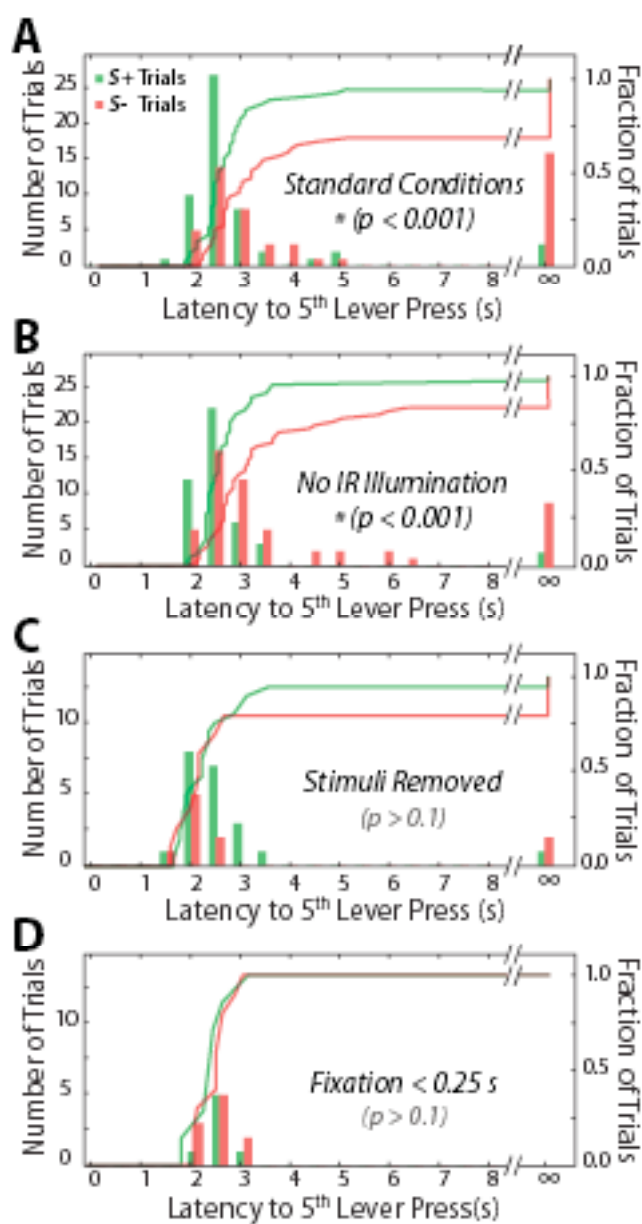 A
S+ Trials
S- Trials
Number of Trials
25
20
15
10
5
0
Standard Conditions
* (p < 0.001)
1.0
0.5
0.0
Fraction of trials
0 1 2 3 4 5 6 7 8 ∞
Latency to 5th Lever Press (s)
B
Number of Trials
25
20
15
10
5
0
No IR Illumination
* (p < 0.001)
1.0
0.5
0.0
Fraction of Trials
0 1 2 3 4 5 6 7 8 ∞
Latency to 5th Lever Press (s)
C
Number of Trials
10
5
0
Stimuli Removed
(p > 0.1)
1.0
0.5
0.0
Fraction of Trials
0 1 2 3 4 5 6 7 8 ∞
Latency to 5th Lever Press (s)
D
Number of Trials
10
5
0
Fixation < 0.25 s
(p > 0.1)
1.0
0.5
0.0
Fraction of Trials
0 1 2 3 4 5 6 7 8 ∞
Latency to 5th Lever Press(s)